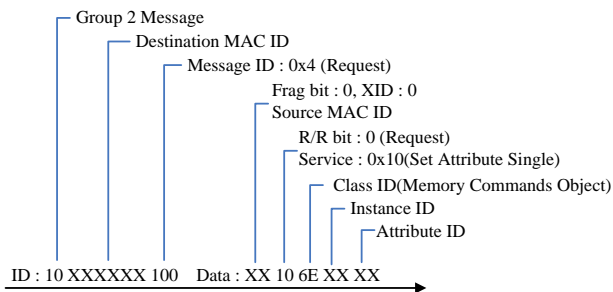 Group 2 Message
Destination MAC ID
Message ID : 0x4 (Request)
Frag bit : 0, XID : 0
Source MAC ID
R/R bit : 0 (Request)
Service : 0x10(Set Attribute Single)
Class ID(Memory Commands Object)
Instance ID
Attribute ID
ID : 10 XXXXXX 100 Data : XX 10 6E XX XX